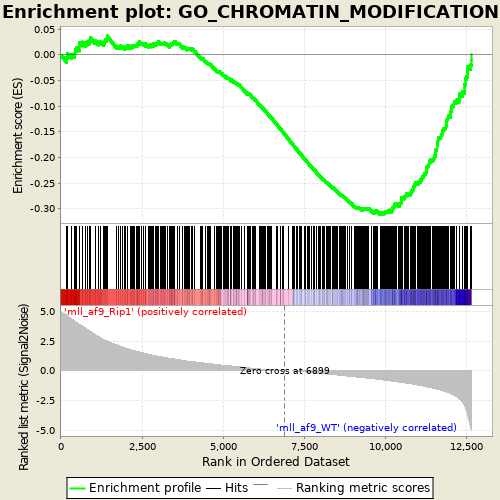 Enrichment plot: GO_CHROMATIN_MODIFICATION
Enrichment score (ES)
0.05
0.00
-0.05
-0.10
-0.15
-0.20
-0.25
-0.30
'mll_af9_Rip1' (positively correlated)
Ranked list metric (Signal2Noise)
5.0
2.5
0.0
-2.5
-5.0
Zero cross at 6899
'mll_af9_WT' (negatively correlated)
0
2,500
5,000
7,500
10,000
12,500
Rank in Ordered Dataset
Enrichment profile
Hits
Ranking metric scores